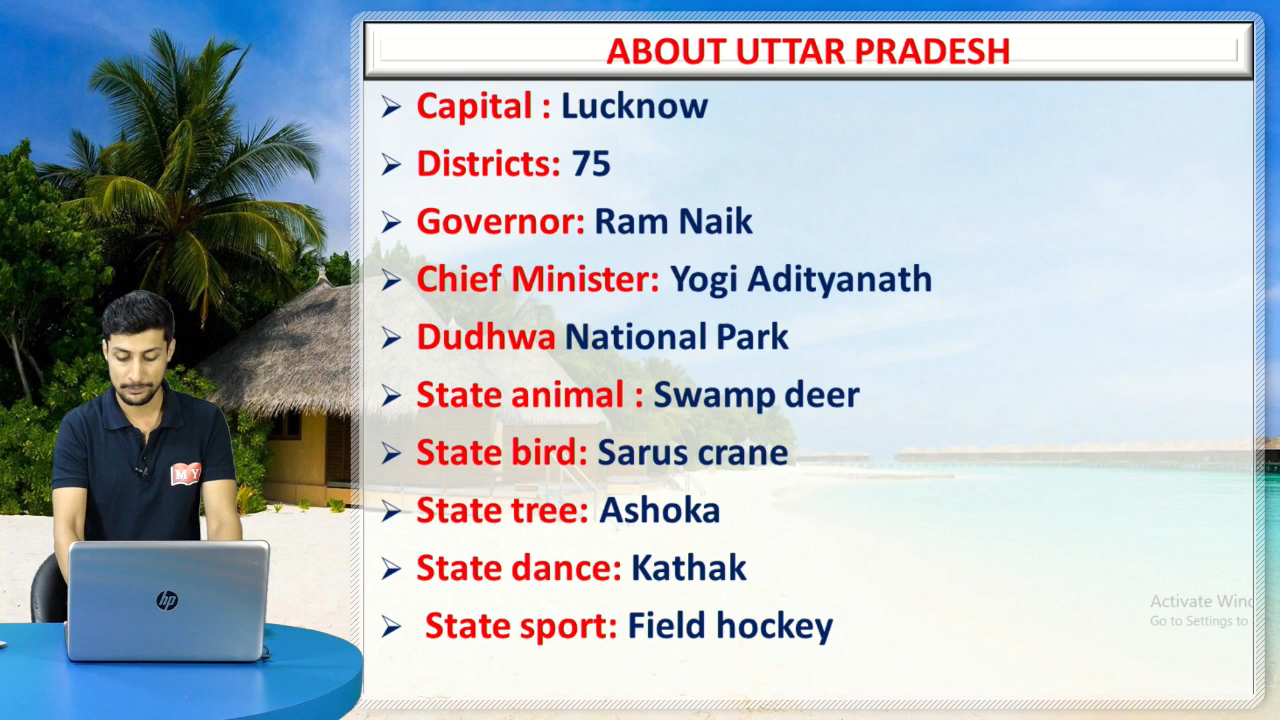 ABOUT UTTAR PRADESH
➢ Capital : Lucknow
➢ Districts: 75
➢ Governor: Ram Naik
➢ Chief Minister: Yogi Adityanath
➢ Dudhwa National Park
➢ State animal : Swamp deer
➢ State bird: Sarus crane
➢ State tree: Ashoka
➢ State dance: Kathak
➢ State sport: Field hockey
MY
hp
Activate Wind
Go to Settings to